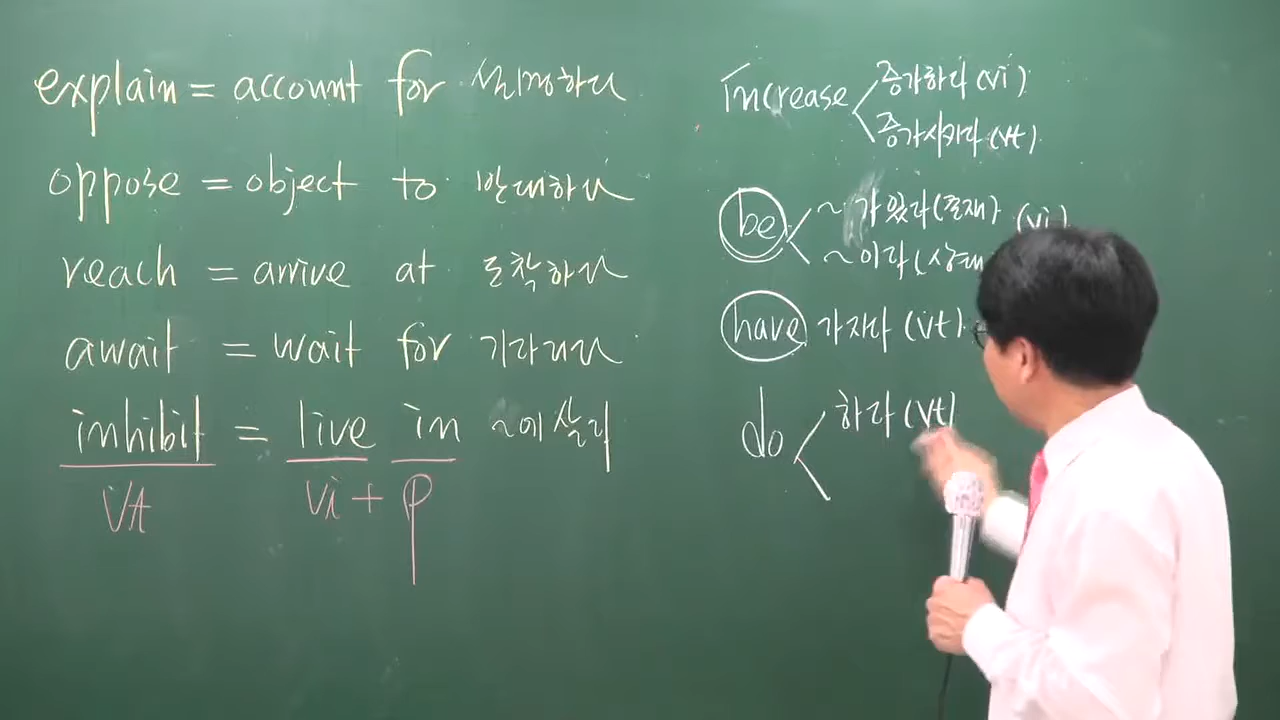 explain = account for 설명하다
oppose = object to 반대하다
reach = arrive at 도착하다
await = wait for 기다리다
inhibit = live in ~에 살다
vt vi + p
increase 증가하다 (vi)
증가시키다 (vt)
be ~가 있다 (존재) (vi)
~이다 (상태
have 가지다 (vt)
do 하다 (vt)